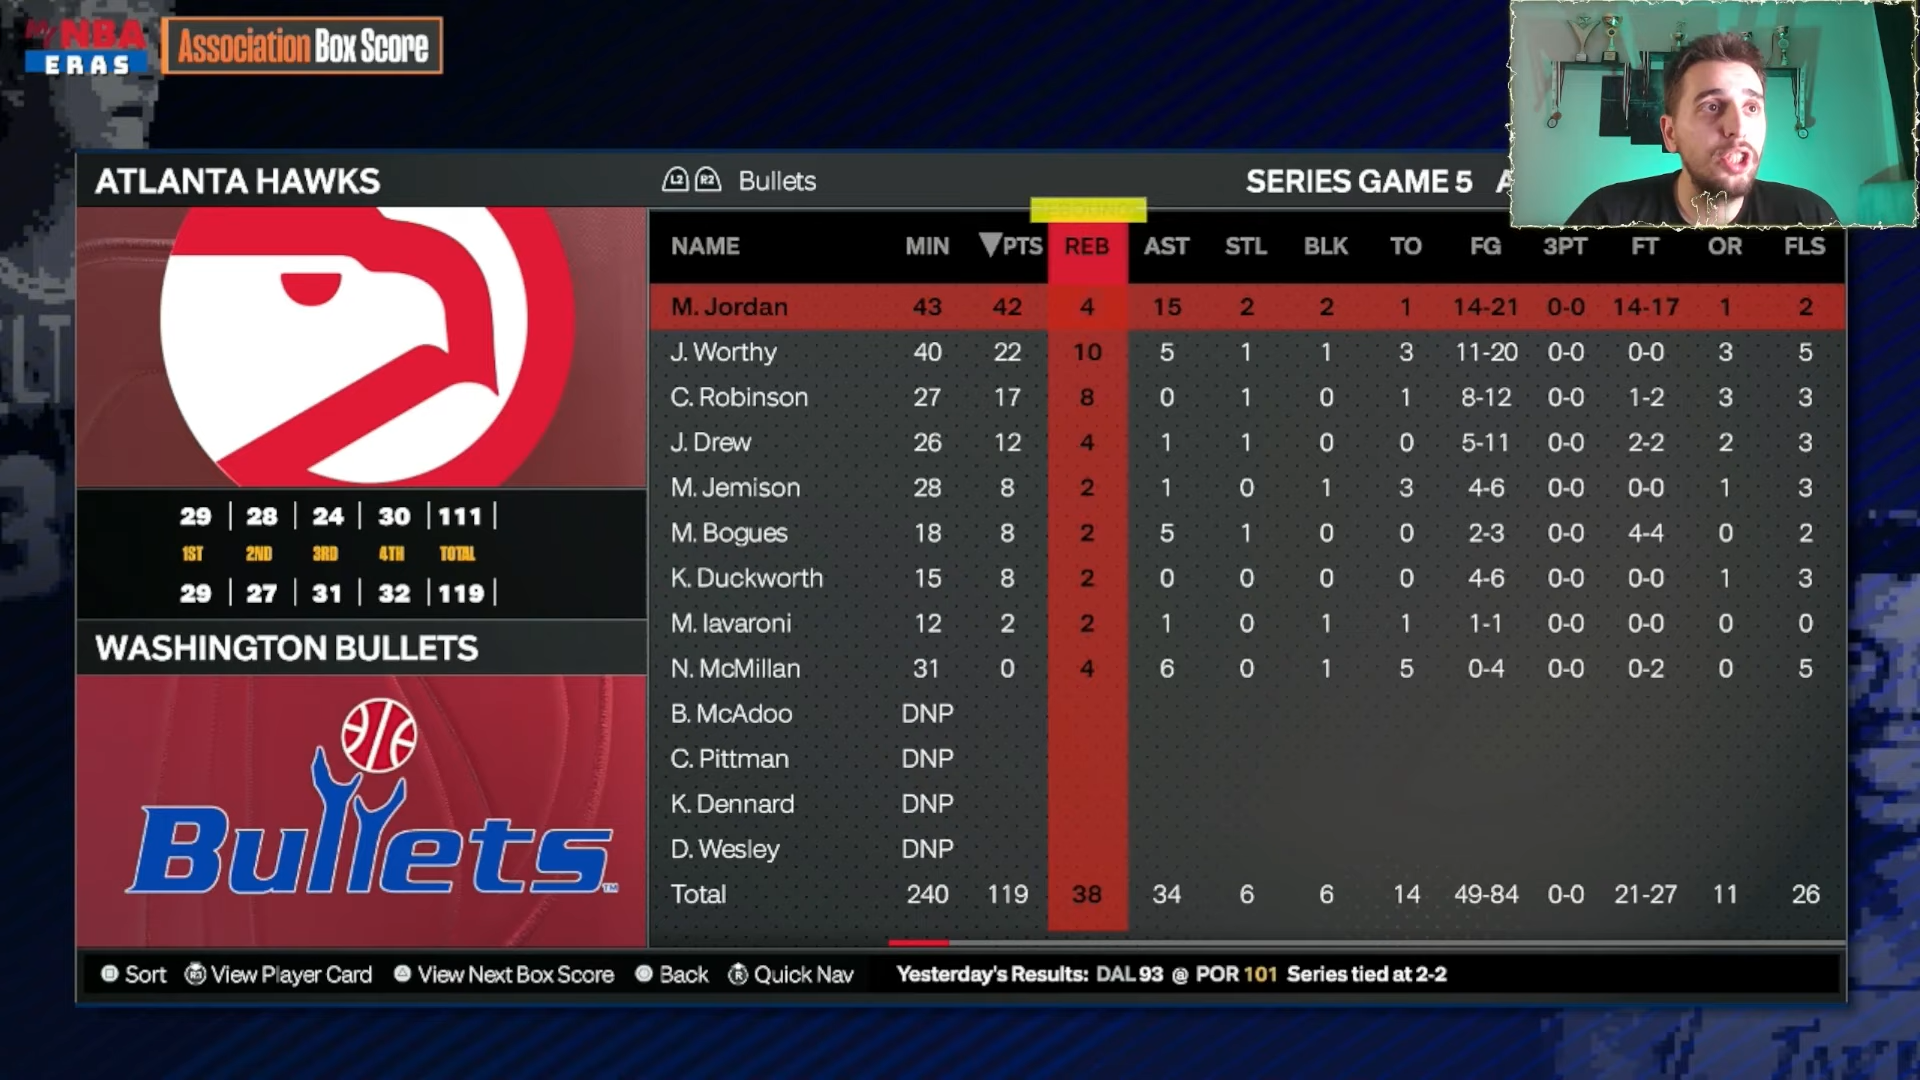 My NBA
ERAS
Association Box Score
ATLANTA HAWKS
L2 R2 Bullets
SERIES GAME 5
REBOUNDS
NAME MIN PTS REB AST STL BLK TO FG 3PT FT OR FLS
M. Jordan 43 42 4 15 2 2 1 14-21 0-0 14-17 1 2
J. Worthy 40 22 10 5 1 1 3 11-20 0-0 0-0 3 5
C. Robinson 27 17 8 0 1 0 1 8-12 0-0 1-2 3 3
J. Drew 26 12 4 1 1 0 0 5-11 0-0 2-2 2 3
M. Jemison 28 8 2 1 0 1 3 4-6 0-0 0-0 1 3
M. Bogues 18 8 2 5 1 0 0 2-3 0-0 4-4 0 2
K. Duckworth 15 8 2 0 0 0 0 4-6 0-0 0-0 1 3
M. Iavaroni 12 2 2 1 0 1 1 1-1 0-0 0-0 0 0
N. McMillan 31 0 4 6 0 1 5 0-4 0-0 0-2 0 5
B. McAdoo DNP
C. Pittman DNP
K. Dennard DNP
D. Wesley DNP
Total 240 119 38 34 6 6 14 49-84 0-0 21-27 11 26
29 28 24 30 111
1ST 2ND 3RD 4TH TOTAL
29 27 31 32 119
WASHINGTON BULLETS
Bullets TM
Sort View Player Card View Next Box Score Back R Quick Nav
Yesterday's Results: DAL 93 @ POR 101 Series tied at 2-2